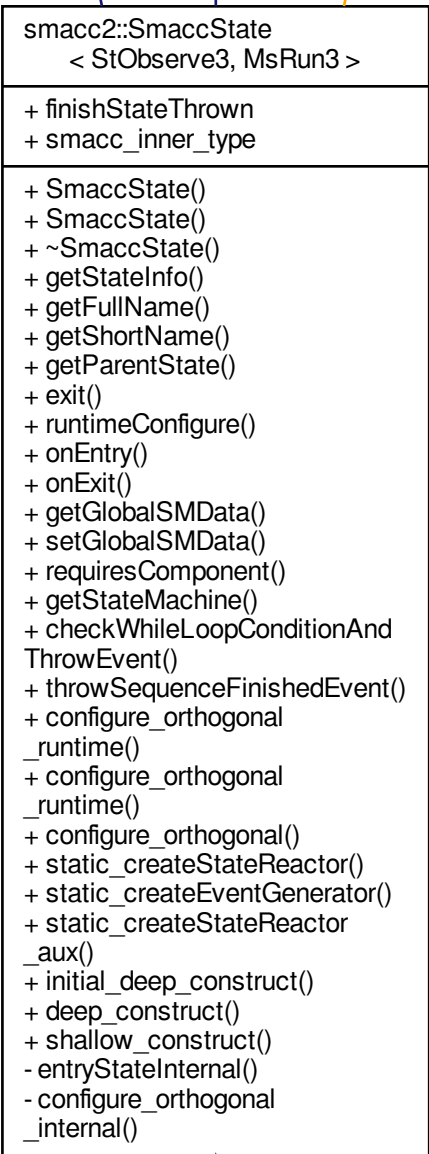 smacc2::SmaccState
< StObserve3, MsRun3 >
+ finishStateThrown
+ smacc_inner_type
+ SmaccState()
+ SmaccState()
+ ~SmaccState()
+ getStateInfo()
+ getFullName()
+ getShortName()
+ getParentState()
+ exit()
+ runtimeConfigure()
+ onEntry()
+ onExit()
+ getGlobalSMData()
+ setGlobalSMData()
+ requiresComponent()
+ getStateMachine()
+ checkWhileLoopConditionAnd
ThrowEvent()
+ throwSequenceFinishedEvent()
+ configure_orthogonal
_runtime()
+ configure_orthogonal
_runtime()
+ configure_orthogonal()
+ static_createStateReactor()
+ static_createEventGenerator()
+ static_createStateReactor
_aux()
+ initial_deep_construct()
+ deep_construct()
+ shallow_construct()
- entryStateInternal()
- configure_orthogonal
_internal()